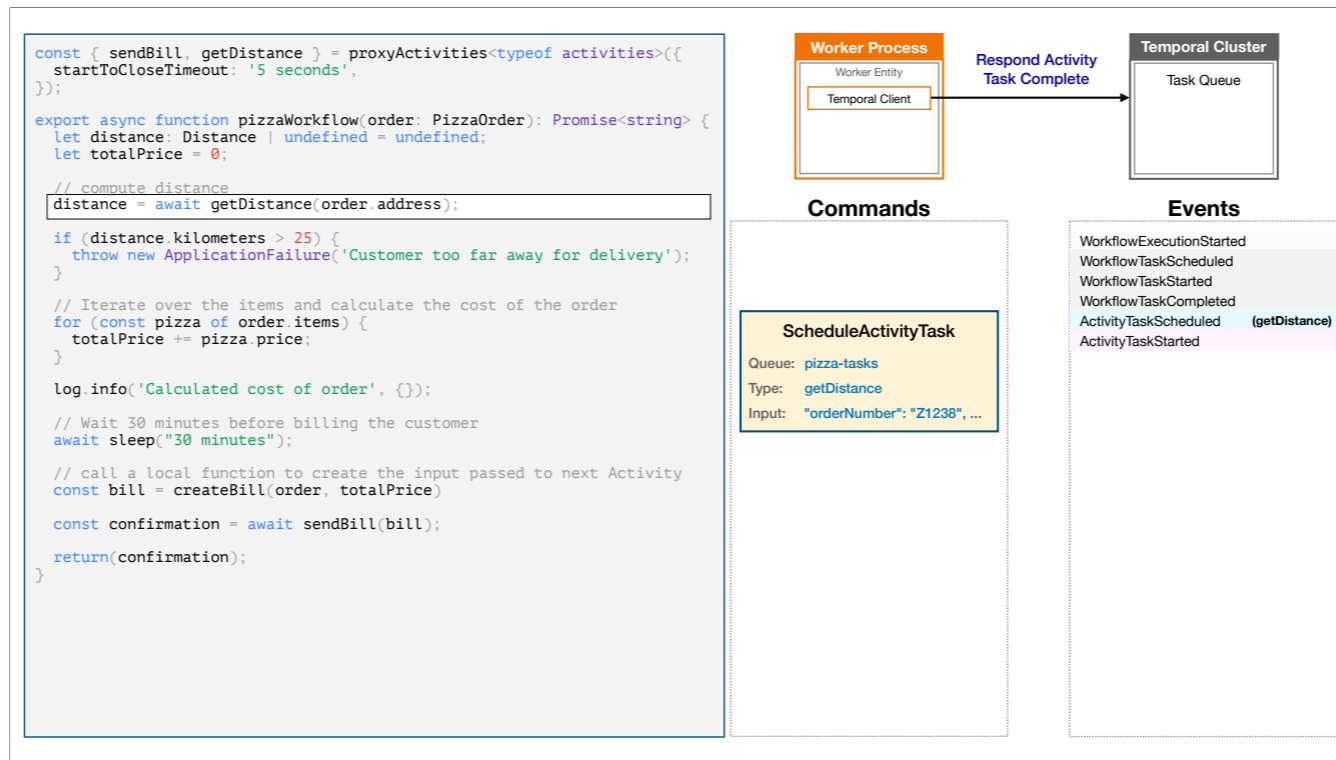 const { sendBill, getDistance } = proxyActivities<typeof activities>({
  startToCloseTimeout: '5 seconds',
});
export async function pizzaWorkflow(order: PizzaOrder): Promise<string> {
  let distance: Distance | undefined = undefined;
  let totalPrice = 0;
  // compute distance
  distance = await getDistance(order.address);
  if (distance.kilometers > 25) {
    throw new ApplicationFailure('Customer too far away for delivery');
  }
  // Iterate over the items and calculate the cost of the order
  for (const pizza of order.items) {
    totalPrice += pizza.price;
  }
  log.info('Calculated cost of order', {});
  // Wait 30 minutes before billing the customer
  await sleep("30 minutes");
  // call a local function to create the input passed to next Activity
  const bill = createBill(order, totalPrice)
  const confirmation = await sendBill(bill);
  return(confirmation);
}
Worker Process
Worker Entity
Temporal Client
Respond Activity
Task Complete
Temporal Cluster
Task Queue
Commands
ScheduleActivityTask
Queue: pizza-tasks
Type: getDistance
Input: "orderNumber": "Z1238", ...
Events
WorkflowExecutionStarted
WorkflowTaskScheduled
WorkflowTaskStarted
WorkflowTaskCompleted
ActivityTaskScheduled (getDistance)
ActivityTaskStarted